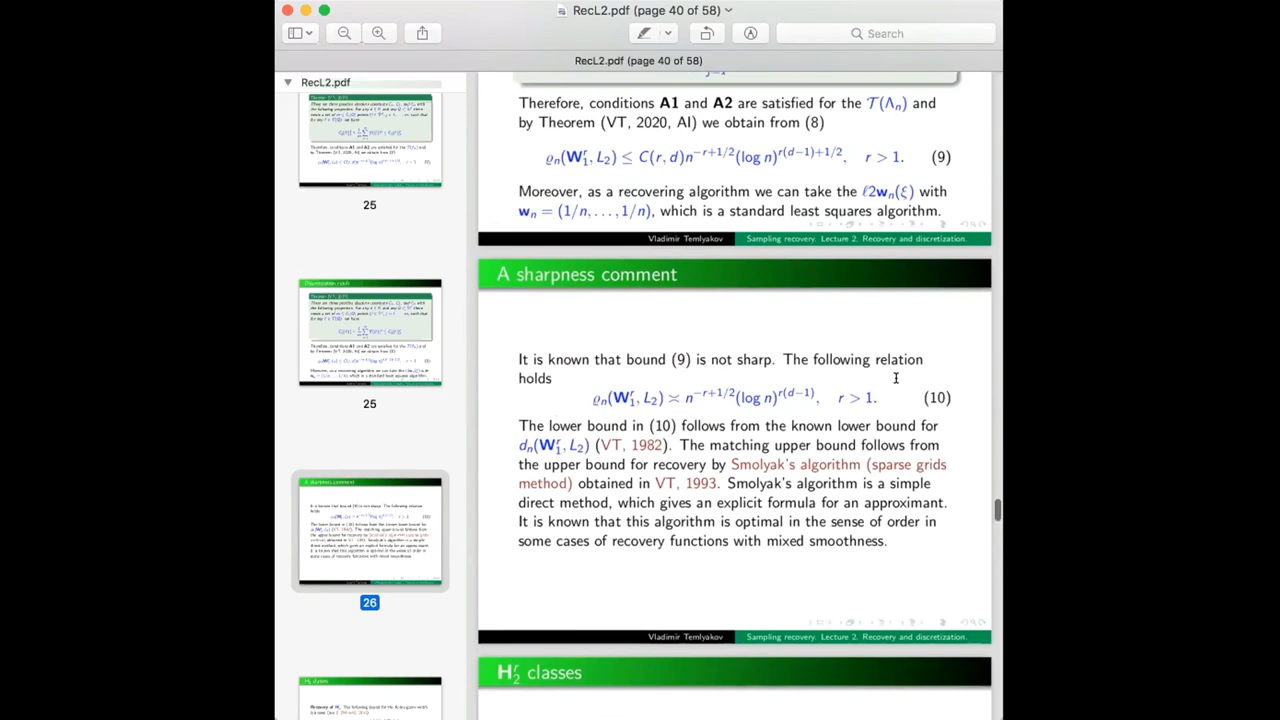 RecL2.pdf (page 40 of 58)
Search
RecL2.pdf (page 40 of 58)
RecL2.pdf
25
25
26
Therefore, conditions A1 and A2 are satisfied for the 𝒯(Λₙ) and
by Theorem (VT, 2020, AI) we obtain from (8)
ϱₙ(W₁ʳ, L₂) ≤ C(r, d)n^{−r+1/2}(log n)^{r(d−1)+1/2}, r > 1. (9)
Moreover, as a recovering algorithm we can take the ℓ2wₙ(ξ) with
wₙ = (1/n, . . . , 1/n), which is a standard least squares algorithm.
Vladimir Temlyakov Sampling recovery. Lecture 2. Recovery and discretization.
A sharpness comment
It is known that bound (9) is not sharp. The following relation
holds
ϱₙ(W₁ʳ, L₂) ≍ n^{−r+1/2}(log n)^{r(d−1)}, r > 1. (10)
The lower bound in (10) follows from the known lower bound for
dₙ(W₁ʳ, L₂) (VT, 1982). The matching upper bound follows from
the upper bound for recovery by Smolyak's algorithm (sparse grids
method) obtained in VT, 1993. Smolyak's algorithm is a simple
direct method, which gives an explicit formula for an approximant.
It is known that this algorithm is optimal in the sense of order in
some cases of recovery functions with mixed smoothness.
Vladimir Temlyakov Sampling recovery. Lecture 2. Recovery and discretization.
H₂ʳ classes